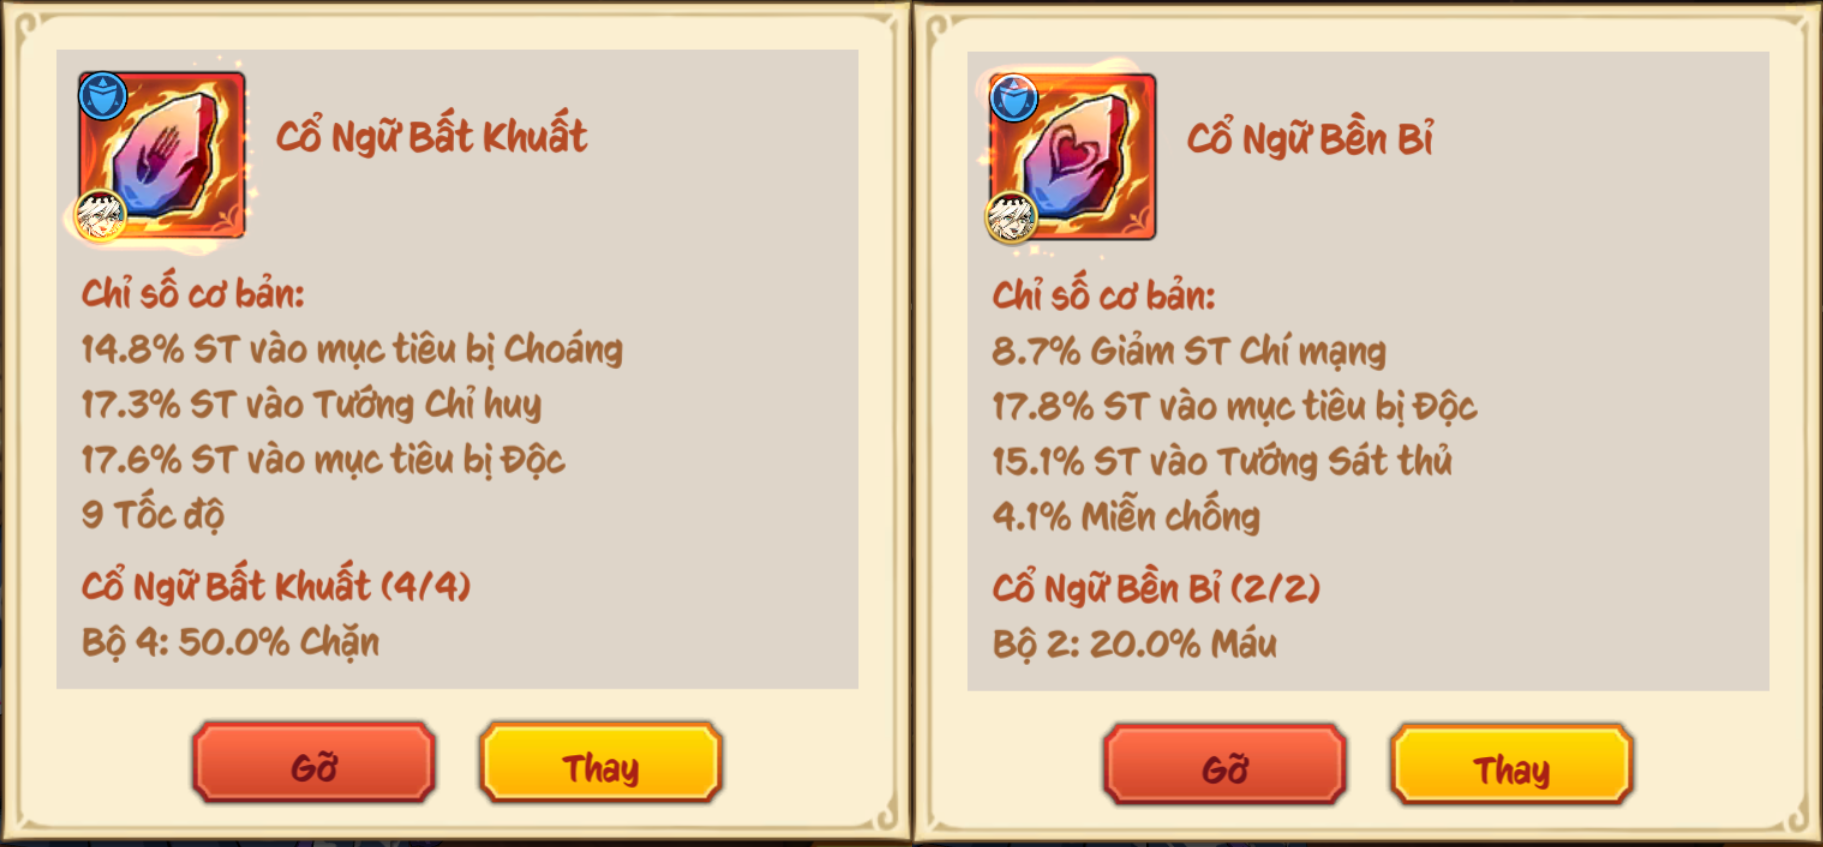 Cổ Ngữ Bất Khuất
Chỉ số cơ bản:
14.8% ST vào mục tiêu bị Choáng
17.3% ST vào Tướng Chỉ huy
17.6% ST vào mục tiêu bị Độc
9 Tốc độ
Cổ Ngữ Bất Khuất (4/4)
Bộ 4: 50.0% Chặn
Gỡ
Thay
Cổ Ngữ Bền Bỉ
Chỉ số cơ bản:
8.7% Giảm ST Chí mạng
17.8% ST vào mục tiêu bị Độc
15.1% ST vào Tướng Sát thủ
4.1% Miễn chống
Cổ Ngữ Bền Bỉ (2/2)
Bộ 2: 20.0% Máu
Gỡ
Thay